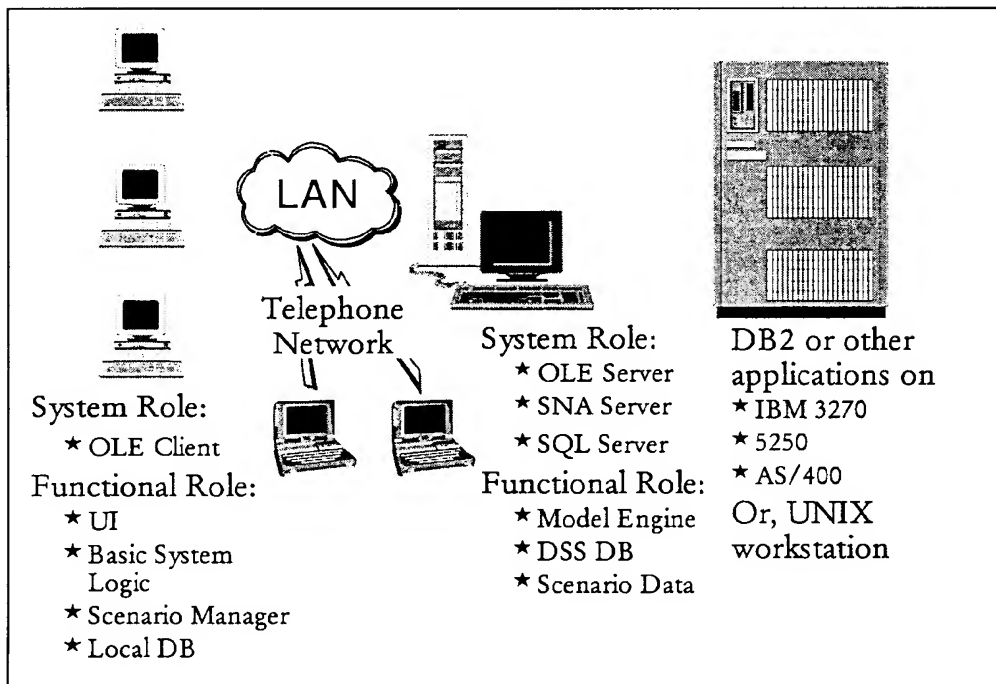 LAN
Telephone
Network
System Role:
★ OLE Client
Functional Role:
★ UI
★ Basic System
Logic
★ Scenario Manager
★ Local DB
System Role:
★ OLE Server
★ SNA Server
★ SQL Server
Functional Role:
★ Model Engine
★ DSS DB
★ Scenario Data
DB2 or other
applications on
★ IBM 3270
★ 5250
★ AS/400
Or, UNIX
workstation